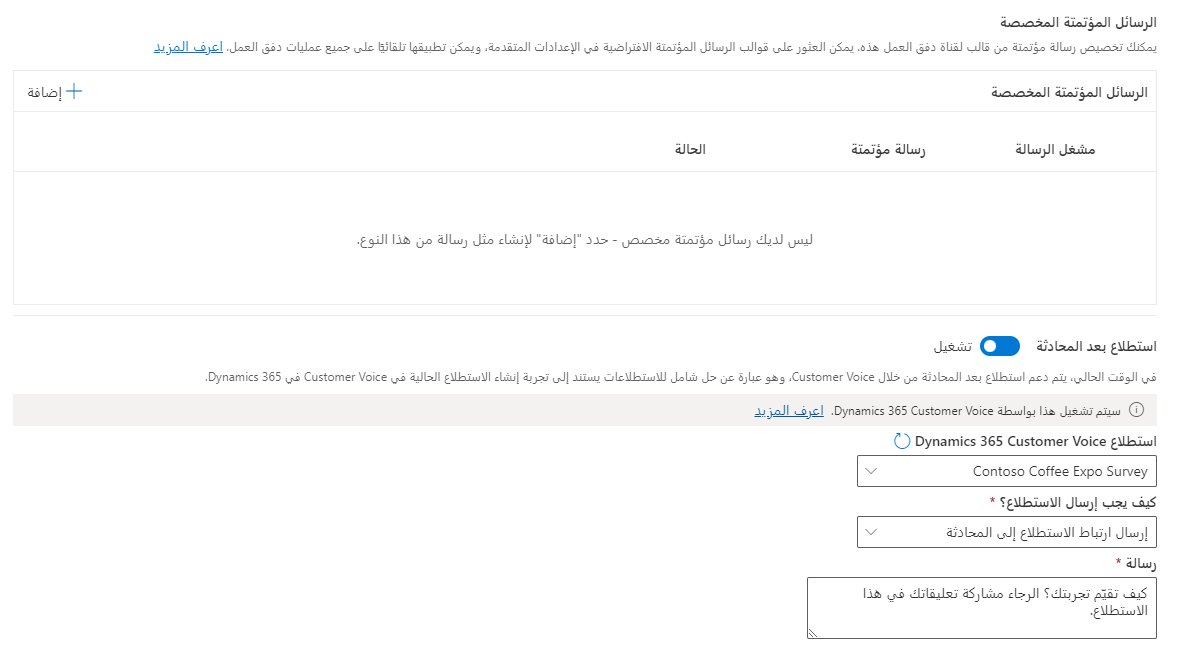 الرسائل المؤتمتة المخصصة
يمكنك تخصيص رسالة مؤتمتة من قالب لقناة دفق العمل هذه. يمكن العثور على قوالب الرسائل المؤتمتة الافتراضية في الإعدادات المتقدمة، ويمكن تطبيقها تلقائيًا على جميع عمليات دفق العمل. اعرف المزيد
الرسائل المؤتمتة المخصصة إضافة
مشغل الرسالة رسالة مؤتمتة الحالة
ليس لديك رسائل مؤتمتة مخصص - حدد "إضافة" لإنشاء مثل رسالة من هذا النوع.
استطلاع بعد المحادثة تشغيل
في الوقت الحالي، يتم دعم استطلاع بعد المحادثة من خلال Customer Voice، وهو عبارة عن حل شامل للاستطلاعات يستند إلى تجربة إنشاء الاستطلاع الحالية في Customer Voice في Dynamics 365.
سيتم تشغيل هذا بواسطة Dynamics 365 Customer Voice. اعرف المزيد
استطلاع Dynamics 365 Customer Voice
Contoso Coffee Expo Survey
كيف يجب إرسال الاستطلاع؟ *
إرسال ارتباط الاستطلاع إلى المحادثة
رسالة *
كيف تقيّم تجربتك؟ الرجاء مشاركة تعليقاتك في هذا
الاستطلاع.